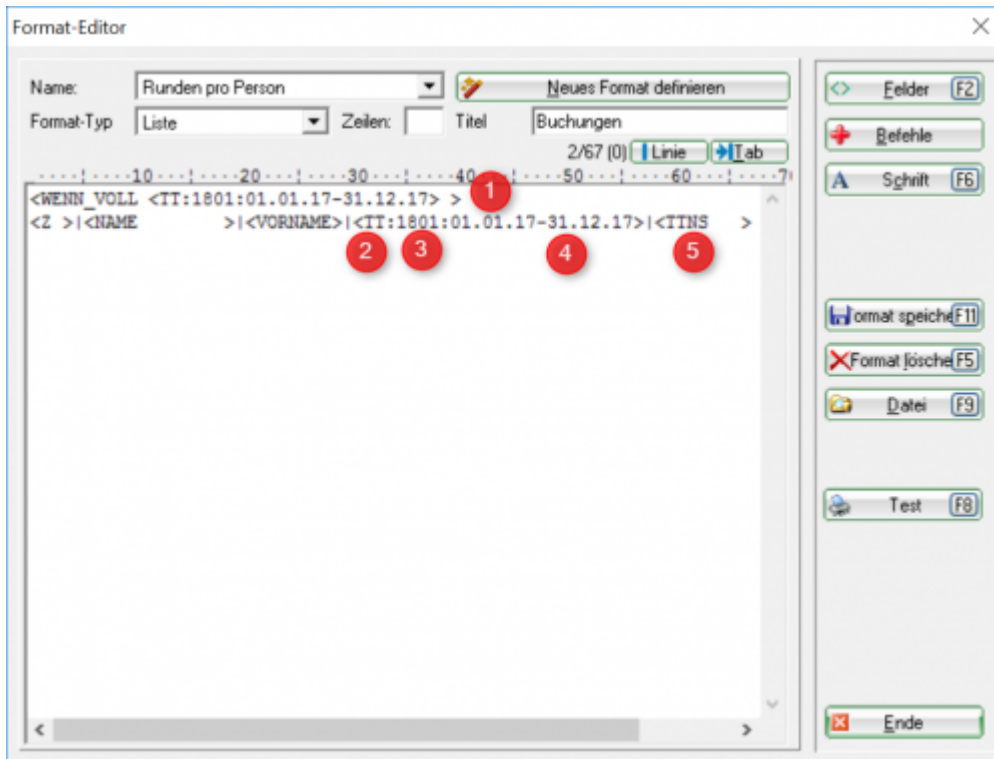 Format-Editor
Name: Runden pro Person Neues Format definieren
Format-Typ Liste Zeilen: Titel Buchungen
2/67 (0) Linie Tab
....¦....10...¦....20...¦....30...¦....40...¦....50...¦....60...¦....7
<WENN_VOLL <TT:1801:01.01.17-31.12.17> >
1
<Z >|<NAME        >|<VORNAME>|<TT:1801:01.01.17-31.12.17>|<TTNS   >
2 3 4 5
Felder F2
Befehle
Schrift F6
ormat speiche F11
Format lösche F5
Datei F9
Test F8
Ende